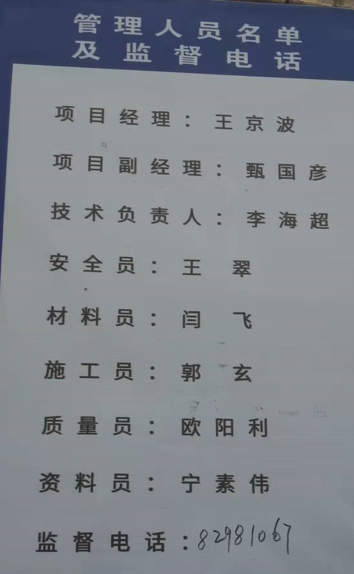 管理人员名单
及监督电话
项目经理：王京波
项目副经理：甄国彦
技术负责人：李海超
安全员：王翠
材料员：闫飞
施工员：郭玄
质量员：欧阳利
资料员：宁素伟
监督电话：82981067